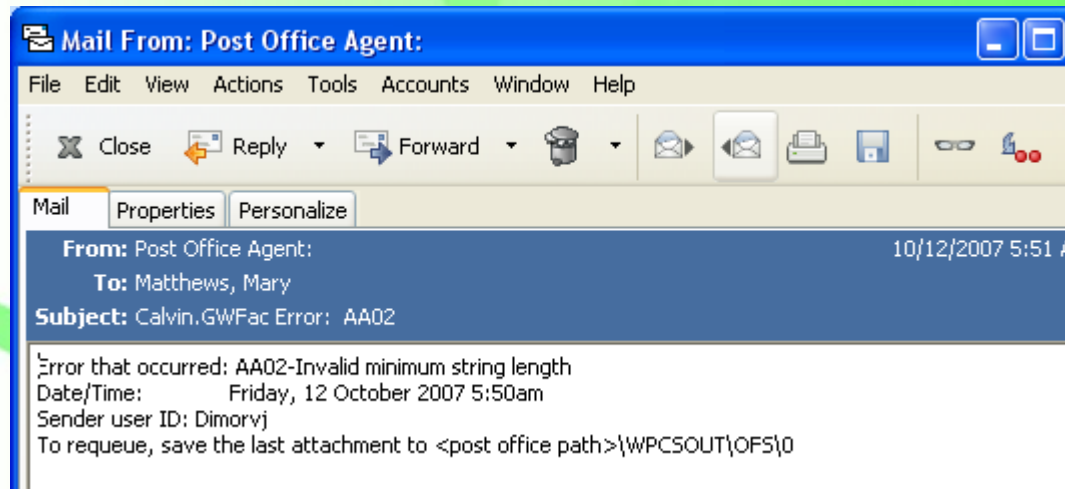 Mail From: Post Office Agent:
File Edit View Actions Tools Accounts Window Help
Close Reply Forward
Mail Properties Personalize
From: Post Office Agent: 10/12/2007 5:51
To: Matthews, Mary
Subject: Calvin.GWFac Error: AA02
Error that occurred: AA02-Invalid minimum string length
Date/Time: Friday, 12 October 2007 5:50am
Sender user ID: Dimorvj
To requeue, save the last attachment to <post office path>\WPCSOUT\OFS\0